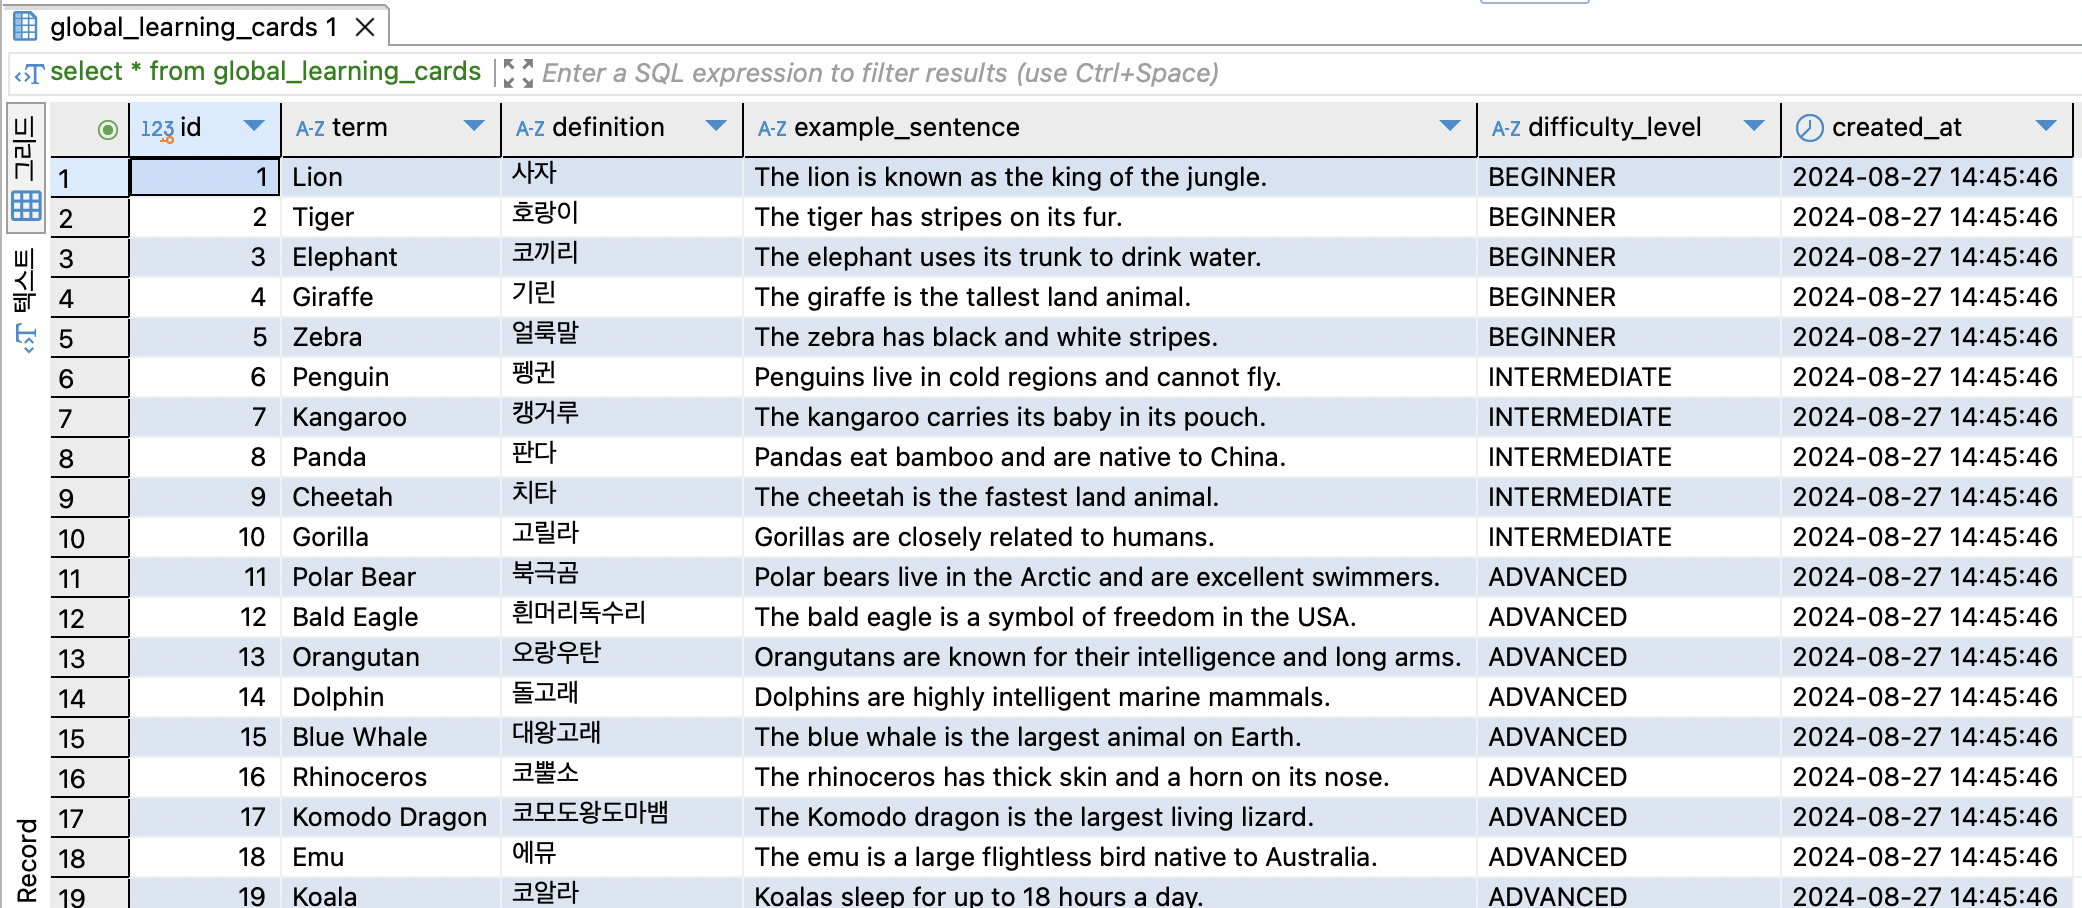 global_learning_cards 1
select * from global_learning_cards Enter a SQL expression to filter results (use Ctrl+Space)
그리드
텍스트
Record
123 id A-Z term A-Z definition A-Z example_sentence A-Z difficulty_level created_at
1 1 Lion 사자 The lion is known as the king of the jungle. BEGINNER 2024-08-27 14:45:46
2 2 Tiger 호랑이 The tiger has stripes on its fur. BEGINNER 2024-08-27 14:45:46
3 3 Elephant 코끼리 The elephant uses its trunk to drink water. BEGINNER 2024-08-27 14:45:46
4 4 Giraffe 기린 The giraffe is the tallest land animal. BEGINNER 2024-08-27 14:45:46
5 5 Zebra 얼룩말 The zebra has black and white stripes. BEGINNER 2024-08-27 14:45:46
6 6 Penguin 펭귄 Penguins live in cold regions and cannot fly. INTERMEDIATE 2024-08-27 14:45:46
7 7 Kangaroo 캥거루 The kangaroo carries its baby in its pouch. INTERMEDIATE 2024-08-27 14:45:46
8 8 Panda 판다 Pandas eat bamboo and are native to China. INTERMEDIATE 2024-08-27 14:45:46
9 9 Cheetah 치타 The cheetah is the fastest land animal. INTERMEDIATE 2024-08-27 14:45:46
10 10 Gorilla 고릴라 Gorillas are closely related to humans. INTERMEDIATE 2024-08-27 14:45:46
11 11 Polar Bear 북극곰 Polar bears live in the Arctic and are excellent swimmers. ADVANCED 2024-08-27 14:45:46
12 12 Bald Eagle 흰머리독수리 The bald eagle is a symbol of freedom in the USA. ADVANCED 2024-08-27 14:45:46
13 13 Orangutan 오랑우탄 Orangutans are known for their intelligence and long arms. ADVANCED 2024-08-27 14:45:46
14 14 Dolphin 돌고래 Dolphins are highly intelligent marine mammals. ADVANCED 2024-08-27 14:45:46
15 15 Blue Whale 대왕고래 The blue whale is the largest animal on Earth. ADVANCED 2024-08-27 14:45:46
16 16 Rhinoceros 코뿔소 The rhinoceros has thick skin and a horn on its nose. ADVANCED 2024-08-27 14:45:46
17 17 Komodo Dragon 코모도왕도마뱀 The Komodo dragon is the largest living lizard. ADVANCED 2024-08-27 14:45:46
18 18 Emu 에뮤 The emu is a large flightless bird native to Australia. ADVANCED 2024-08-27 14:45:46
19 19 Koala 코알라 Koalas sleep for up to 18 hours a day. ADVANCED 2024-08-27 14:45:46